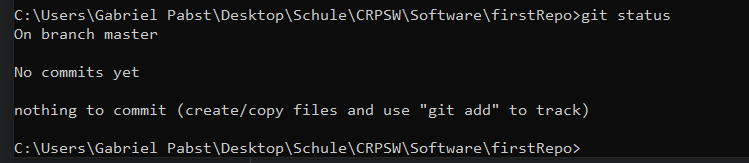 C:\Users\Gabriel Pabst\Desktop\Schule\CRPSW\Software\firstRepo>git status
On branch master
No commits yet
nothing to commit (create/copy files and use "git add" to track)
C:\Users\Gabriel Pabst\Desktop\Schule\CRPSW\Software\firstRepo>